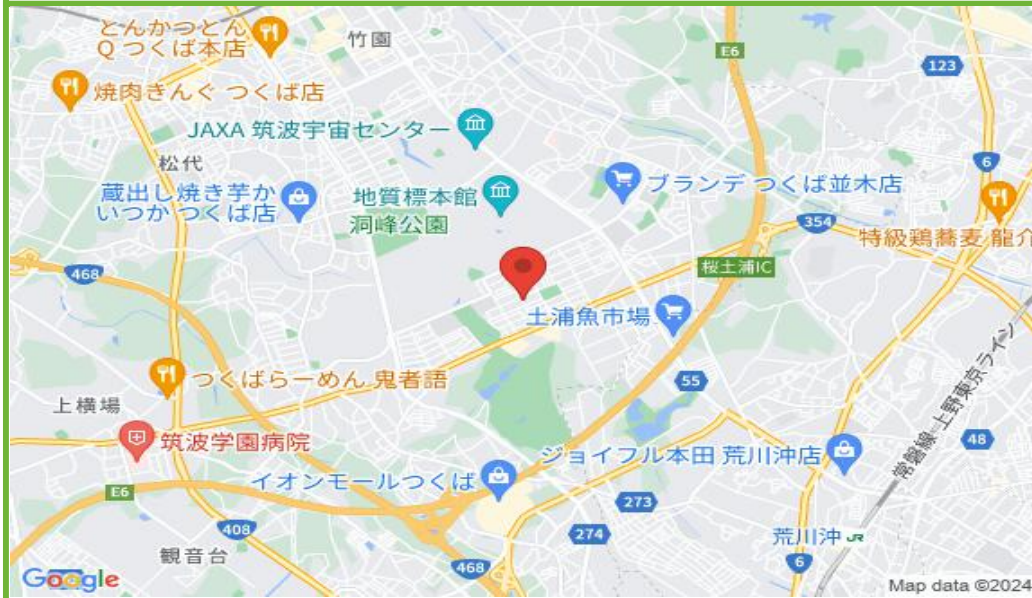 とんかつとん
Q つくば本店
竹園
E6
123
焼肉きんぐ つくば店
JAXA 筑波宇宙センター
6
松代
地質標本館
ブランデ つくば並木店
蔵出し焼き芋か
いつか つくば店
洞峰公園
354
特級鶏蕎麦 龍介
468
桜土浦IC
土浦魚市場
つくばらーめん 鬼者語
55
上横場
筑波学園病院
常磐線 上野東京ライン
48
ジョイフル本田 荒川沖店
イオンモールつくば
E6
273
408
274
荒川沖 JR
観音台
468
6
Google
Map data ©2024